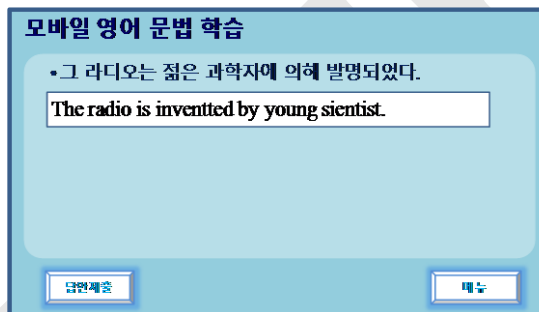 모바일 영어 문법 학습
•그 라디오는 젊은 과학자에 의해 발명되었다.
The radio is inventted by young sientist.
답변제출
메뉴